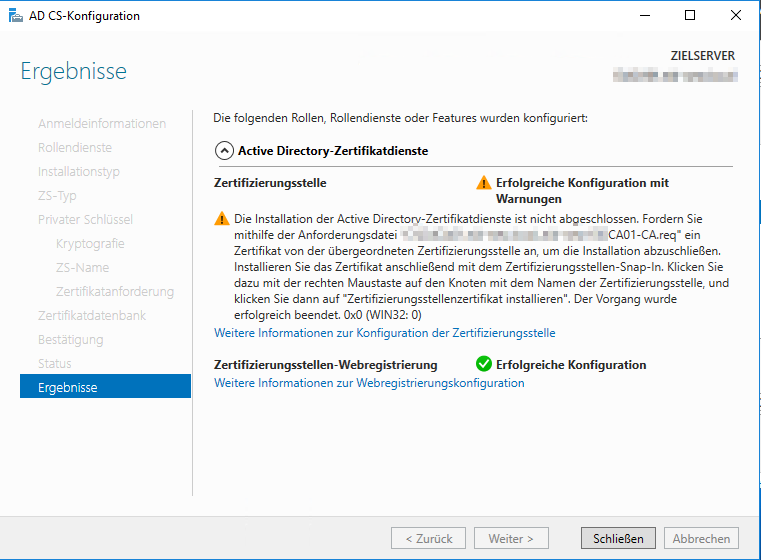 AD CS-Konfiguration
Ergebnisse
ZIELSERVER
Anmeldeinformationen
Rollendienste
Installationstyp
ZS-Typ
Privater Schlüssel
Kryptografie
ZS-Name
Zertifikatanforderung
Zertifikatdatenbank
Bestätigung
Status
Ergebnisse
Die folgenden Rollen, Rollendienste oder Features wurden konfiguriert:
Active Directory-Zertifikatdienste
Zertifizierungsstelle
Erfolgreiche Konfiguration mit
Warnungen
Die Installation der Active Directory-Zertifikatdienste ist nicht abgeschlossen. Fordern Sie
mithilfe der Anforderungsdatei CA01-CA.req" ein
Zertifikat von der übergeordneten Zertifizierungsstelle an, um die Installation abzuschließen.
Installieren Sie das Zertifikat anschließend mit dem Zertifizierungsstellen-Snap-In. Klicken Sie
dazu mit der rechten Maustaste auf den Knoten mit dem Namen der Zertifizierungsstelle, und
klicken Sie dann auf "Zertifizierungsstellenzertifikat installieren". Der Vorgang wurde
erfolgreich beendet. 0x0 (WIN32: 0)
Weitere Informationen zur Konfiguration der Zertifizierungsstelle
Zertifizierungsstellen-Webregistrierung
Erfolgreiche Konfiguration
Weitere Informationen zur Webregistrierungskonfiguration
< Zurück
Weiter >
Schließen
Abbrechen